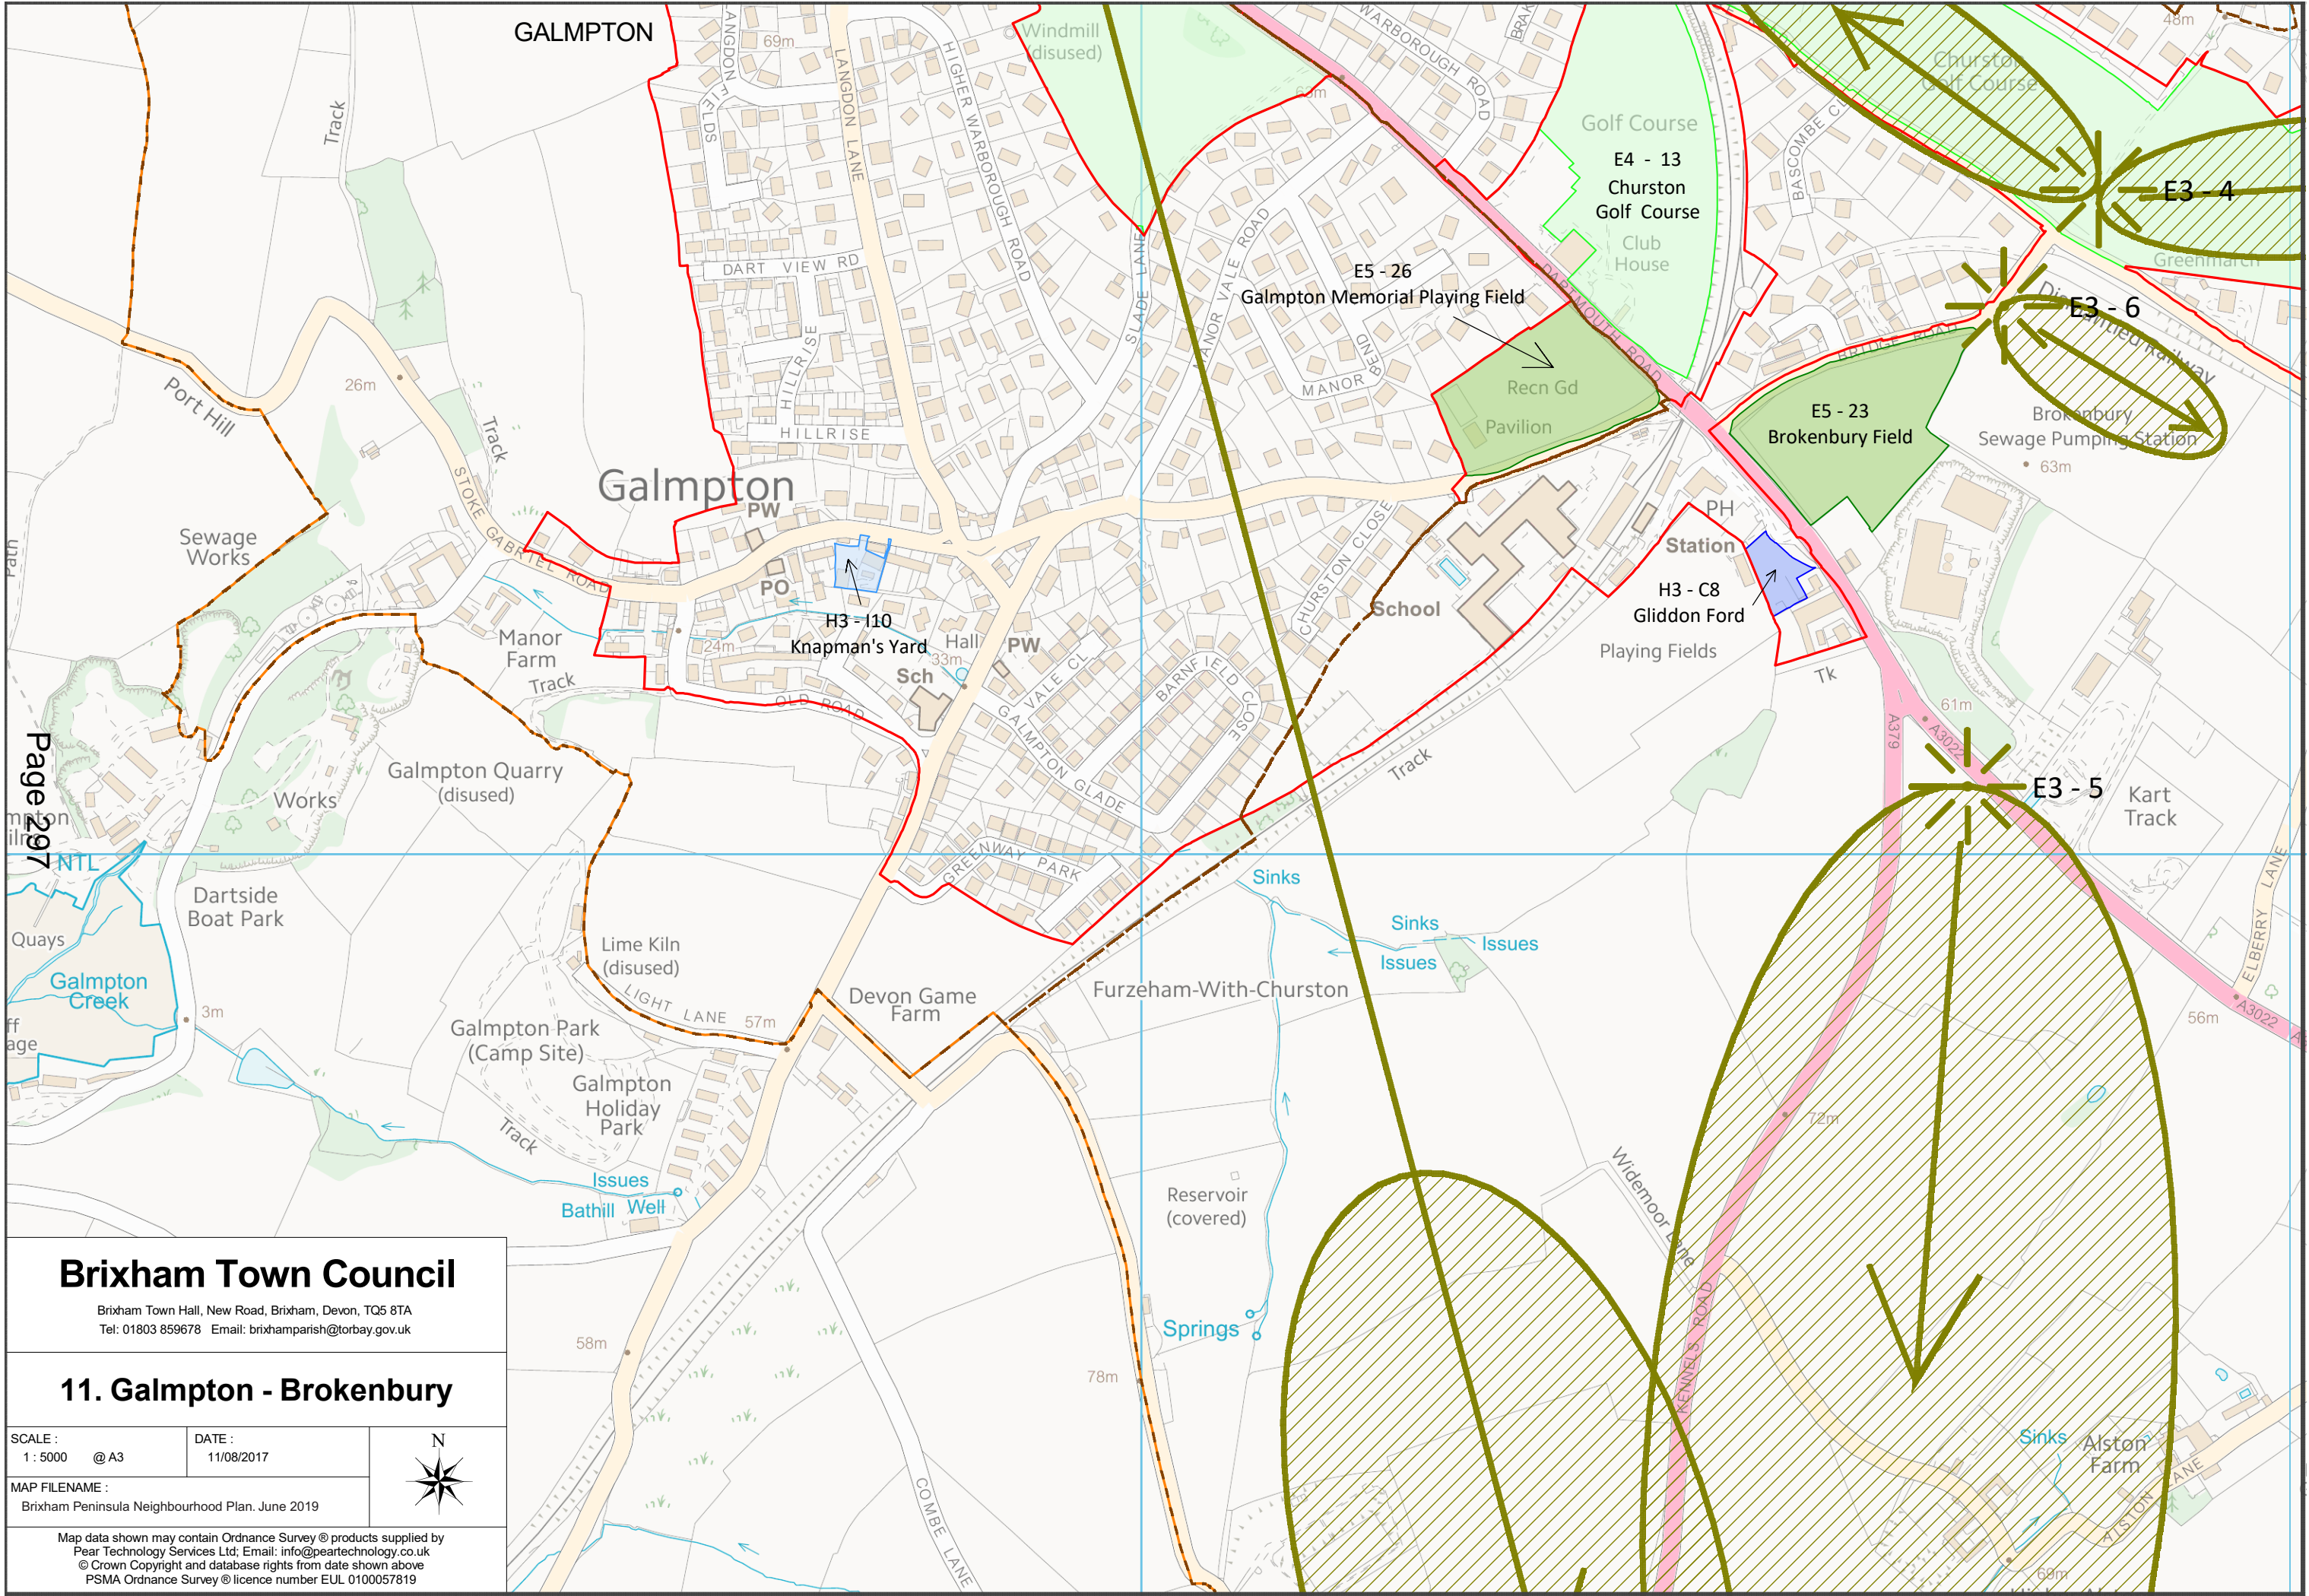 GALMPTON
Windmill
(disused)
69m
LANGDON LANE
HIGHER WARBOROUGH ROAD
WARBOROUGH ROAD
63m
Golf Course
E4 - 13
Churston
Golf Course
Club
House
Churston
Golf Course
48m
E3 - 4
Greenmarch
E3 - 6
Dismantled Railway
BRIDGE ROAD
Track
FIELDS
DART VIEW RD
HILLRISE
HILLRISE
SLADE LANE
MANOR VALE ROAD
MANOR
BEND
DARTMOUTH ROAD
E5 - 26
Galmpton Memorial Playing Field
Recn Gd
Pavilion
E5 - 23
Brokenbury Field
Brokenbury
Sewage Pumping Station
63m
Port Hill
26m
Track
STOKE GABRIEL ROAD
Galmpton
PW
PO
Sewage
Works
Path
Manor
Farm
Track
24m
H3 - I10
Knapman's Yard
Hall
33m
PW
Sch
OLD ROAD
VALE CL
BARNFIELD CLOSE
GALMPTON GLADE
CHURSTON CLOSE
School
PH
Station
H3 - C8
Gliddon Ford
Playing Fields
Tk
61m
A379
A3022
E3 - 5
Kart
Track
ELBERRY LANE
56m
A3022
Page 297
Galmpton Quarry
(disused)
Works
NTL
Dartside
Boat Park
Quays
Galmpton
Creek
3m
GREENWAY PARK
Track
Sinks
Sinks
Issues
Issues
Furzeham-With-Churston
Lime Kiln
(disused)
LIGHT LANE
57m
Devon Game
Farm
Galmpton Park
(Camp Site)
Galmpton
Holiday
Park
Track
Issues
Bathill Well
Reservoir
(covered)
Widemoor Lane
72m
Springs
KENNELS ROAD
58m
78m
COMBE LANE
Sinks
Alston
Farm
ALSTON LANE
69m
Brixham Town Council
Brixham Town Hall, New Road, Brixham, Devon, TQ5 8TA
Tel: 01803 859678 Email: brixhamparish@torbay.gov.uk
11. Galmpton - Brokenbury
SCALE :
1 : 5000 @ A3
DATE :
11/08/2017
N
MAP FILENAME :
Brixham Peninsula Neighbourhood Plan. June 2019
Map data shown may contain Ordnance Survey ® products supplied by
Pear Technology Services Ltd; Email: info@peartechnology.co.uk
© Crown Copyright and database rights from date shown above
PSMA Ordnance Survey ® licence number EUL 0100057819